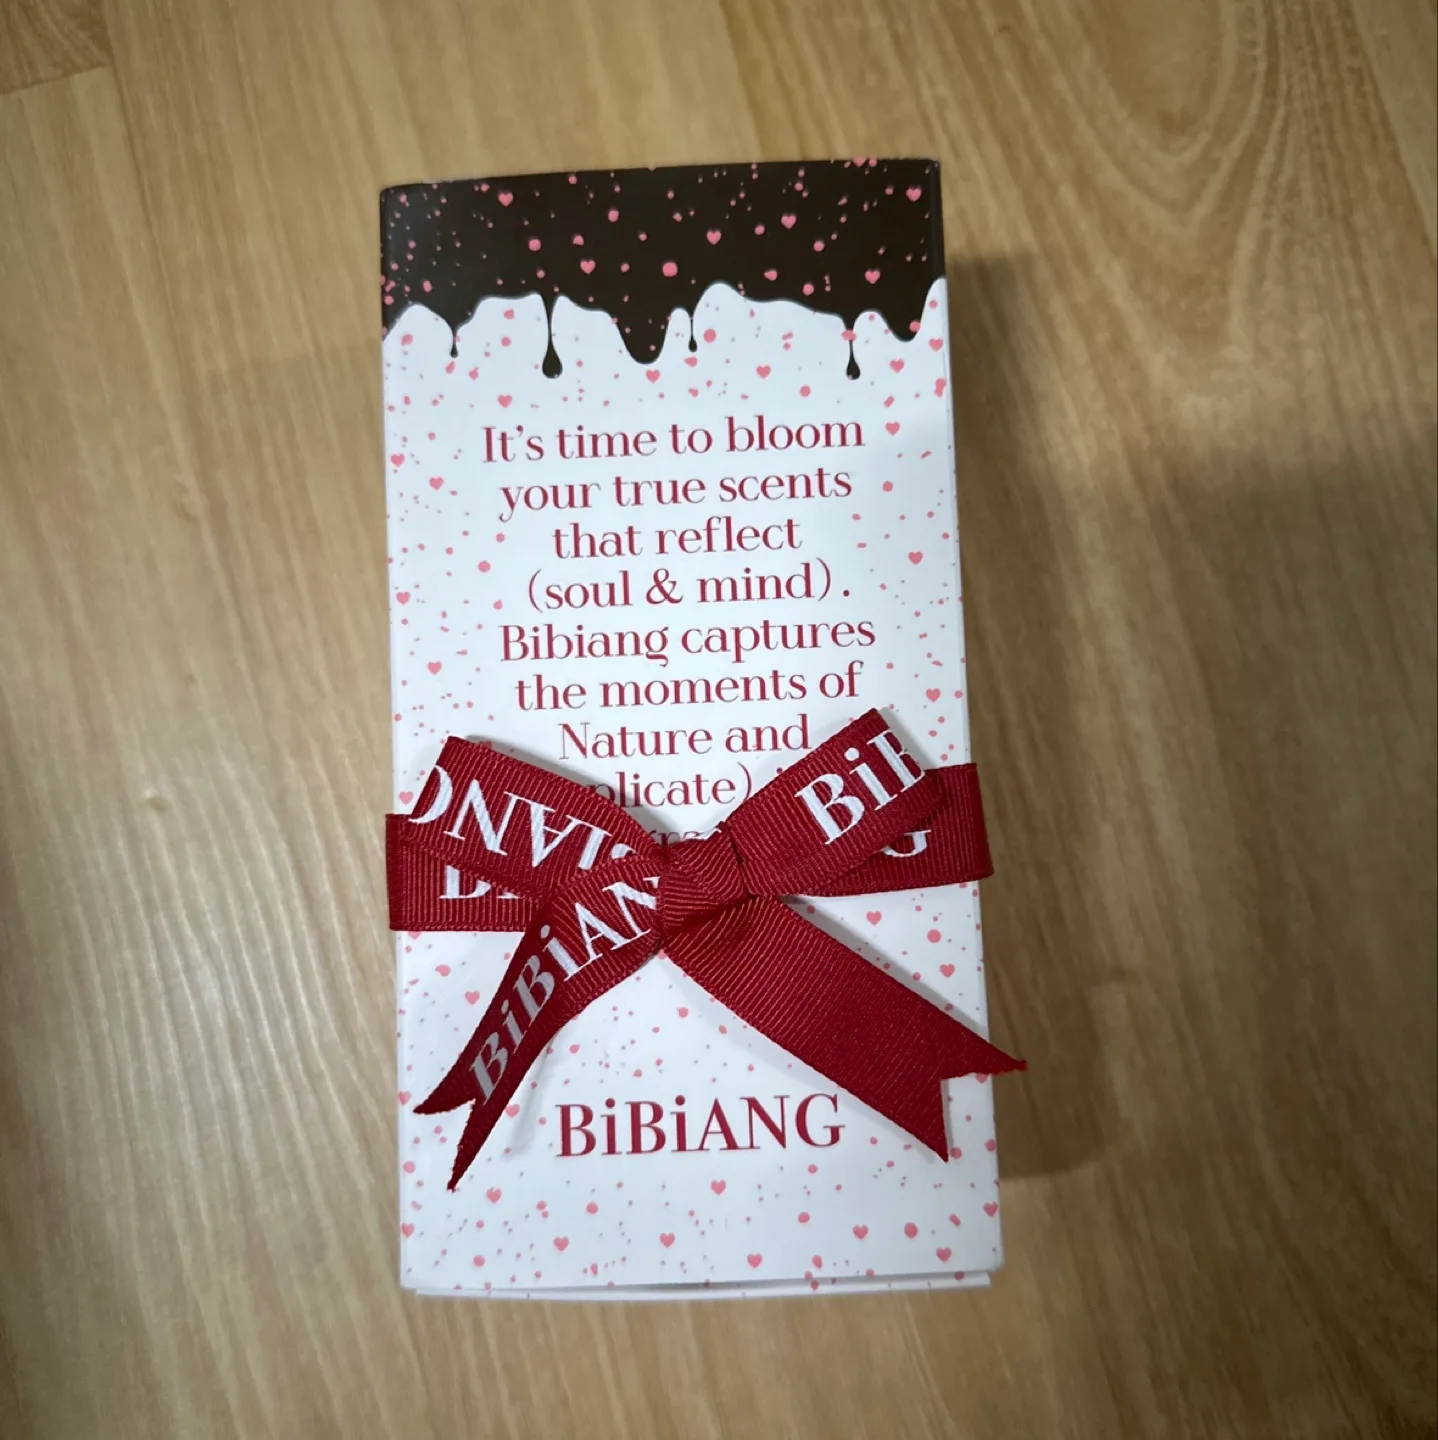 It's time to bloom
your true scents
that reflect
(soul & mind).
Bibiang captures
the moments of
Nature and
BiBiANG
BiBiAN
BiBiANG